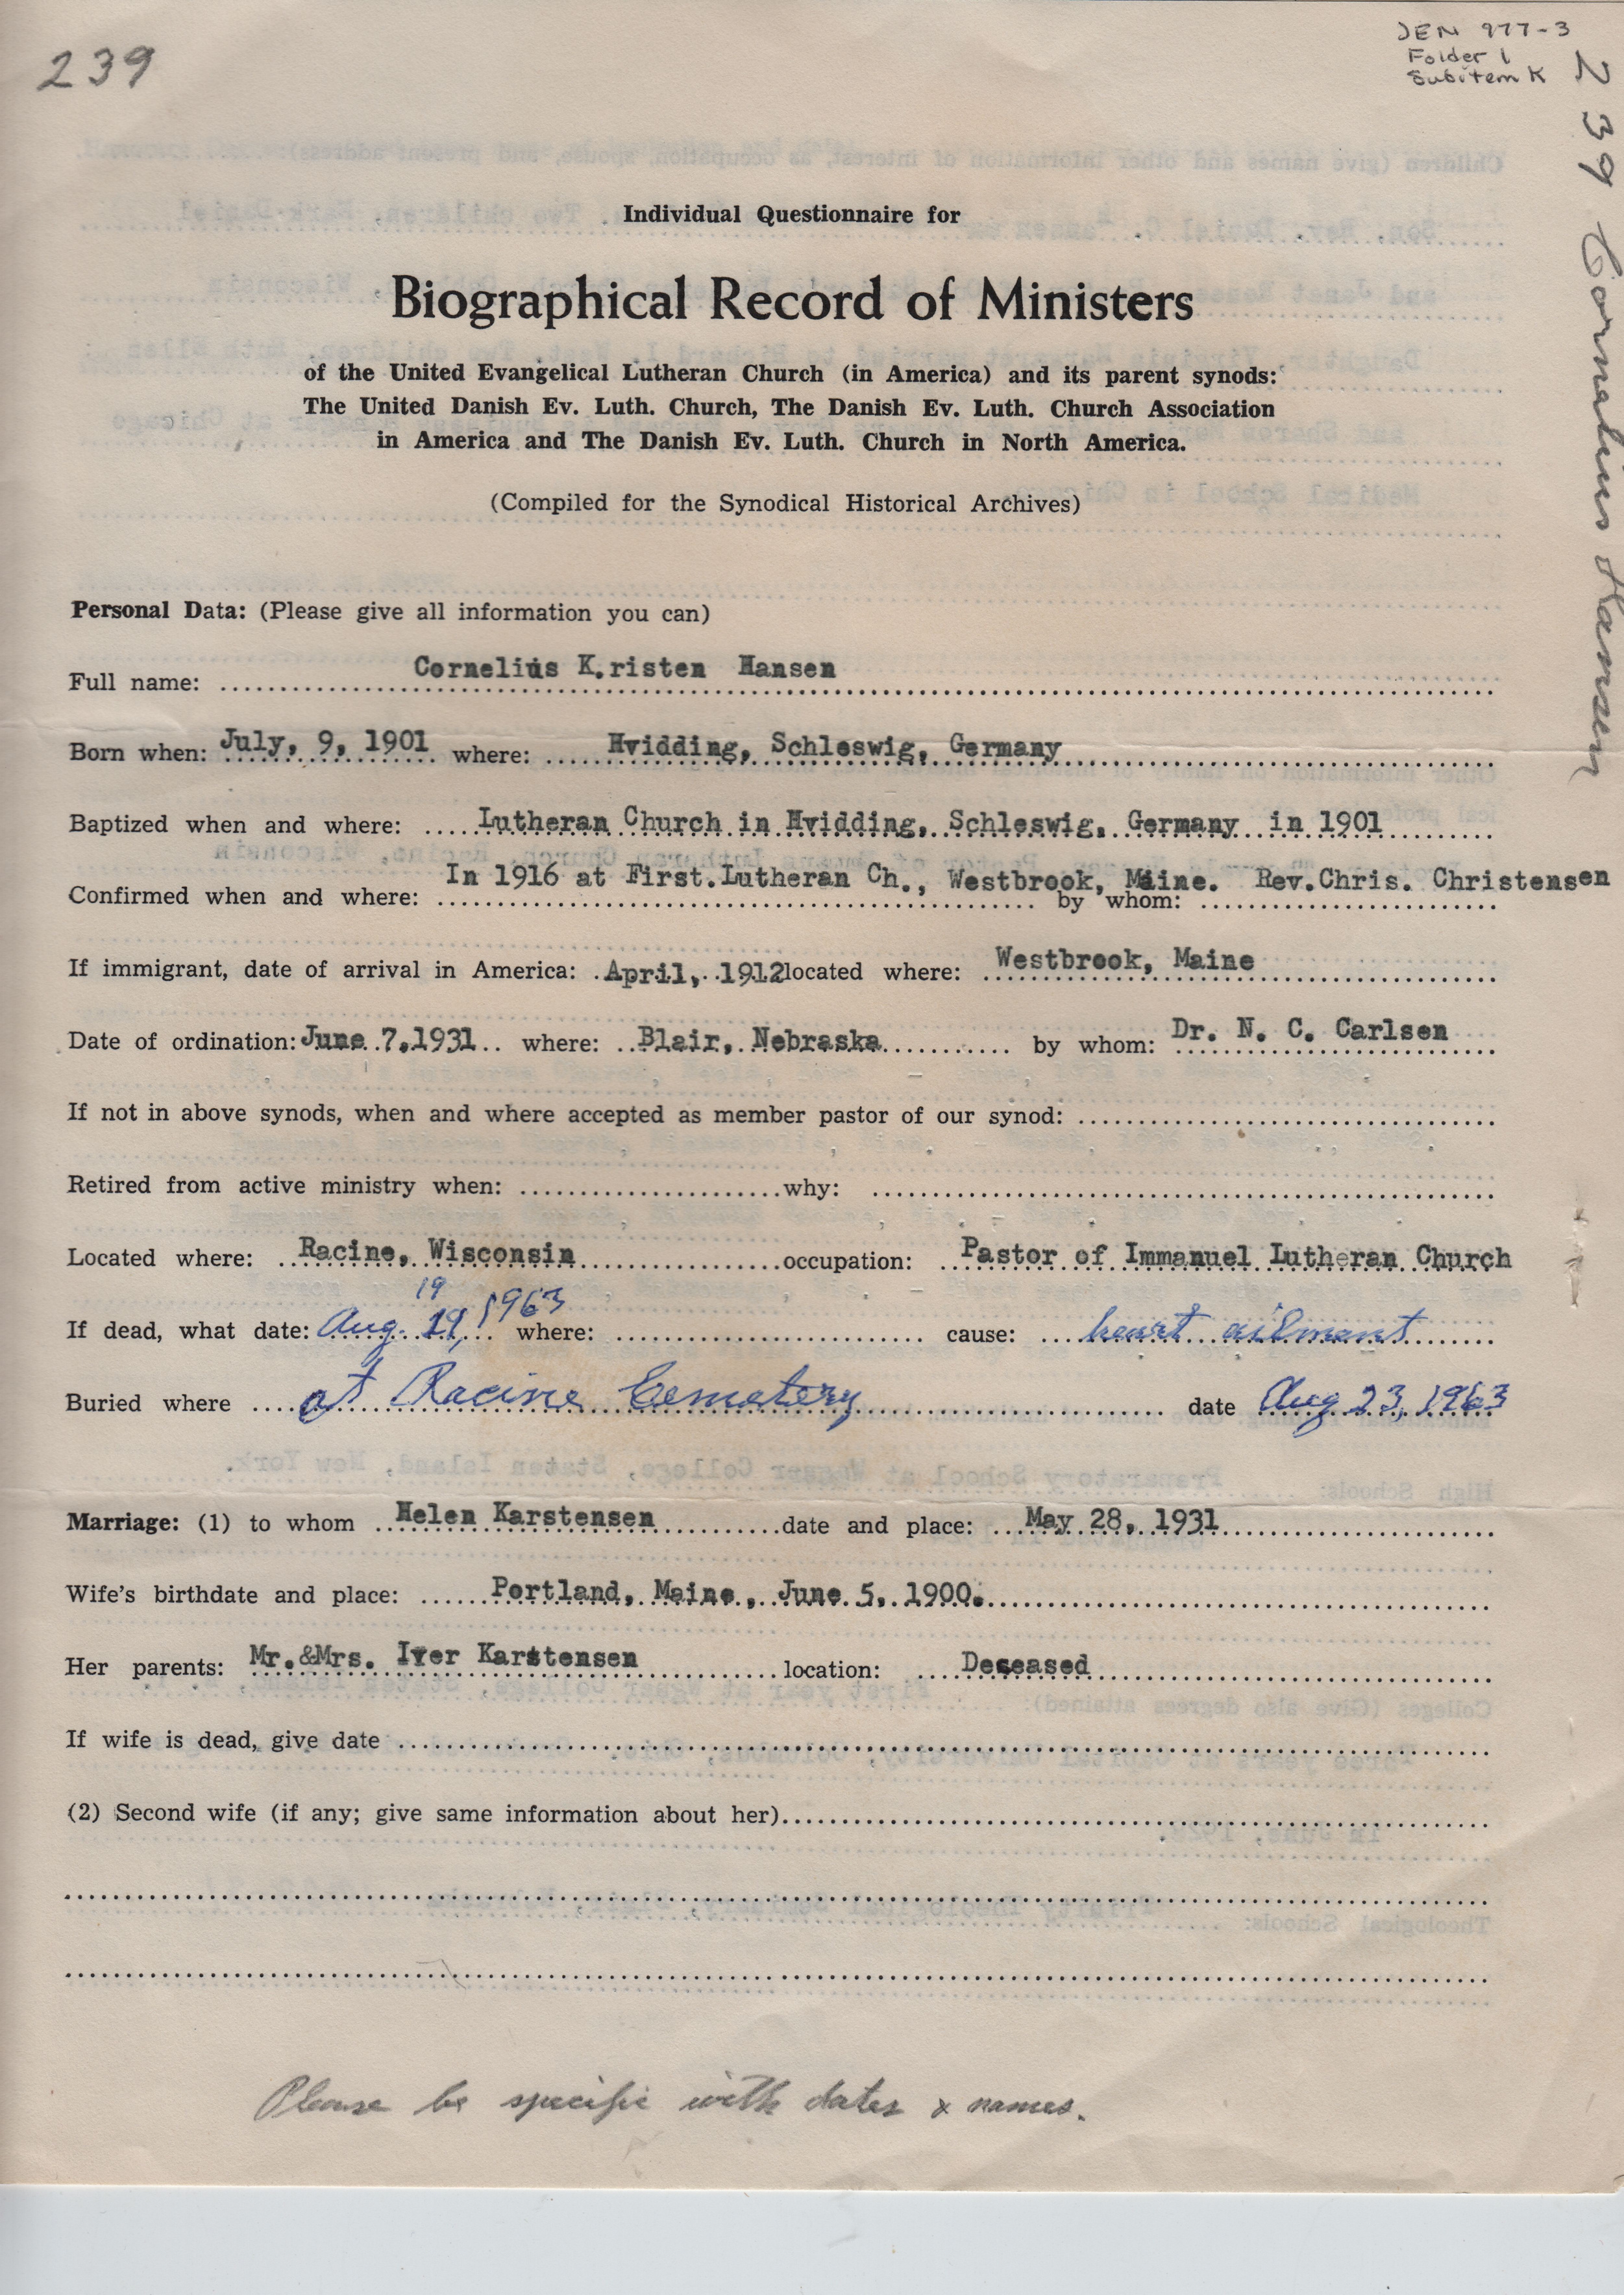 239
JEN 977-3
Folder 1
Subitem K
239 Cornelius Hansen
Individual Questionnaire for
Biographical Record of Ministers
of the United Evangelical Lutheran Church (in America) and its parent synods:
The United Danish Ev. Luth. Church, The Danish Ev. Luth. Church Association
in America and The Danish Ev. Luth. Church in North America.
(Compiled for the Synodical Historical Archives)
Personal Data: (Please give all information you can)
Full name: Cornelius K.risten Hansen
Born when: July, 9, 1901 where: Hvidding, Schleswig, Germany
Baptized when and where: Lutheran Church in Hvidding, Schleswig, Germany in 1901
Confirmed when and where: In 1916 at First.Lutheran Ch., Westbrook, Maine. by whom: Rev.Chris. Christensen
If immigrant, date of arrival in America: April, 1912 located where: Westbrook, Maine
Date of ordination: June 7,1931 where: Blair, Nebraska by whom: Dr. N. C. Carlsen
If not in above synods, when and where accepted as member pastor of our synod:
Retired from active ministry when: why:
Located where: Racine, Wisconsin occupation: Pastor of Immanuel Lutheran Church
19
If dead, what date: Aug. 19, 1963 where: cause: heart ailment
Buried where at Racine Cemetery date Aug 23, 1963
Marriage: (1) to whom Helen Karstensen date and place: May 28, 1931
Wife's birthdate and place: Portland, Maine, June 5, 1900.
Her parents: Mr.&Mrs. Iver Karstensen location: Deceased
If wife is dead, give date
(2) Second wife (if any; give same information about her)
Please be specific with dates & names.